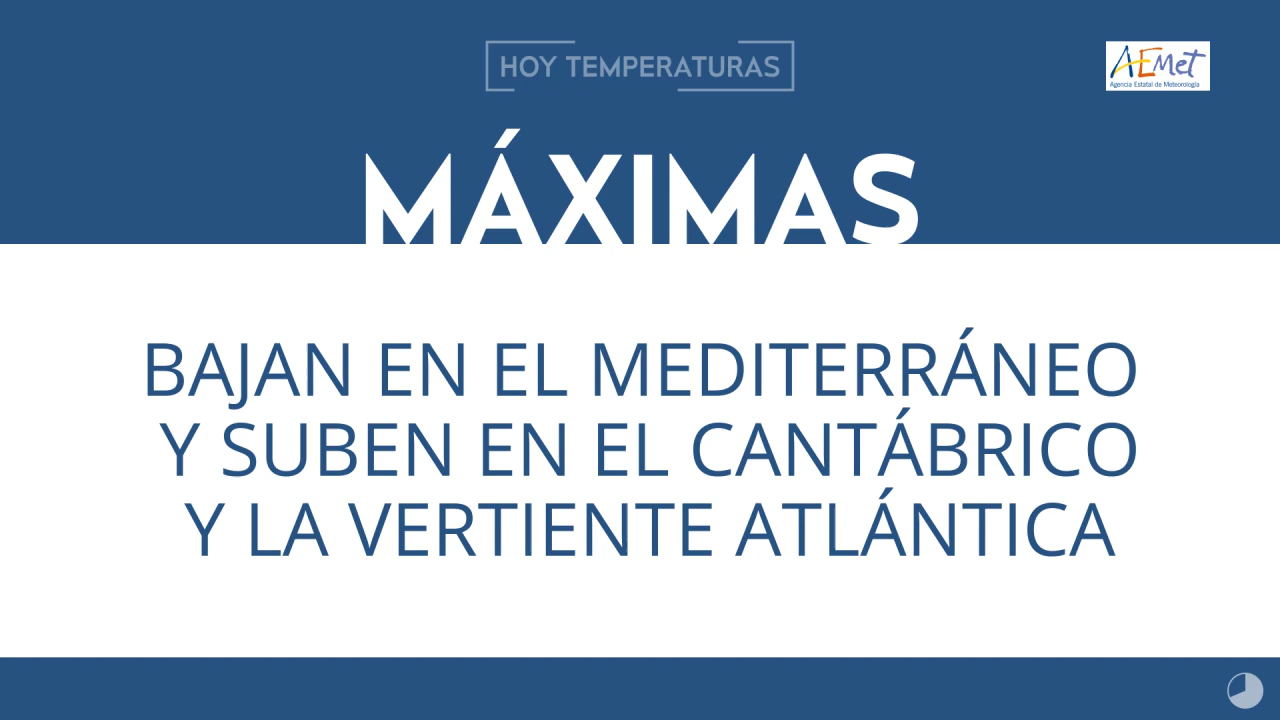 HOY TEMPERATURAS
AEMet
Agencia Estatal de Meteorología
MÁXIMAS
BAJAN EN EL MEDITERRÁNEO
Y SUBEN EN EL CANTÁBRICO
Y LA VERTIENTE ATLÁNTICA